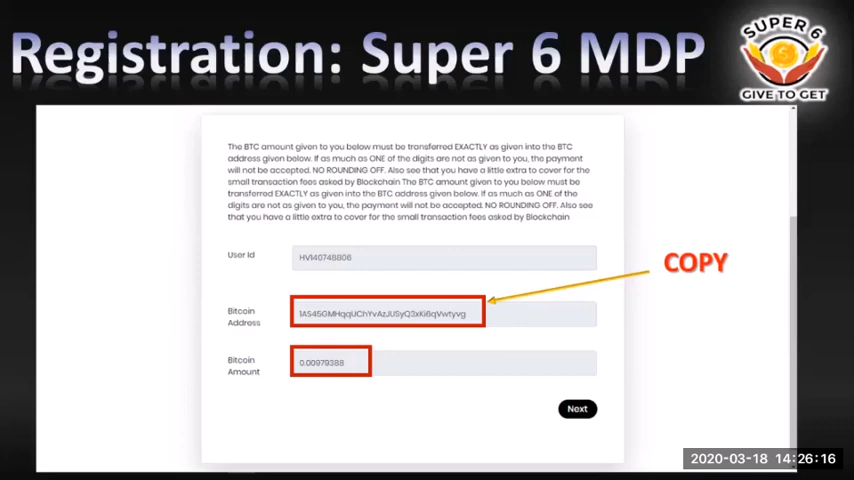 Registration: Super 6 MDP
SUPER 6
GIVE TO GET
The BTC amount given to you below must be transferred EXACTLY as given into the BTC
address given below. If as much as ONE of the digits are not as given to you, the payment
will not be accepted. NO ROUNDING OFF. Also see that you have a little extra to cover for the
small transaction fees asked by Blockchain The BTC amount given to you below must be
transferred EXACTLY as given into the BTC address given below. If as much as ONE of the
digits are not as given to you, the payment will not be accepted. NO ROUNDING OFF. Also see
that you have a little extra to cover for the small transaction fees asked by Blockchain
User Id
HV140748806
COPY
Bitcoin
Address
1AS45GMHqqUChYvAzJUSyQ3xKi6qVwtyvg
Bitcoin
Amount
0.00979388
Next
2020-03-18 14:26:16